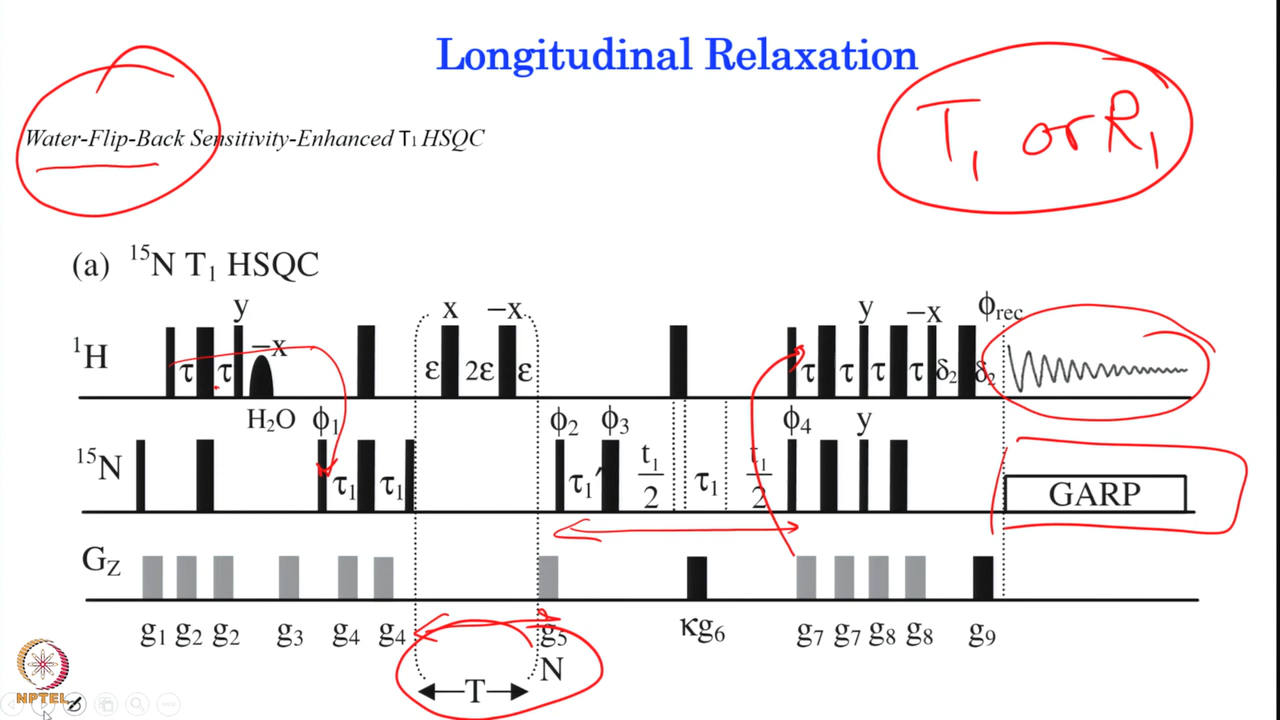 Longitudinal Relaxation
T₁ or R₁
Water-Flip-Back Sensitivity-Enhanced T1 HSQC
(a) ¹⁵N T₁ HSQC
y x −x y −x ϕrec
¹H τ τ −x ε 2ε ε τ τ τ τ δ₂ δ₂
H₂O ϕ₁ ϕ₂ ϕ₃ ϕ₄ y
¹⁵N τ₁ τ₁ τ₁′ t₁/2 τ₁ t₁/2 GARP
G_Z
g₁ g₂ g₂ g₃ g₄ g₄ g₅ κg₆ g₇ g₇ g₈ g₈ g₉
N
T
NPTEL